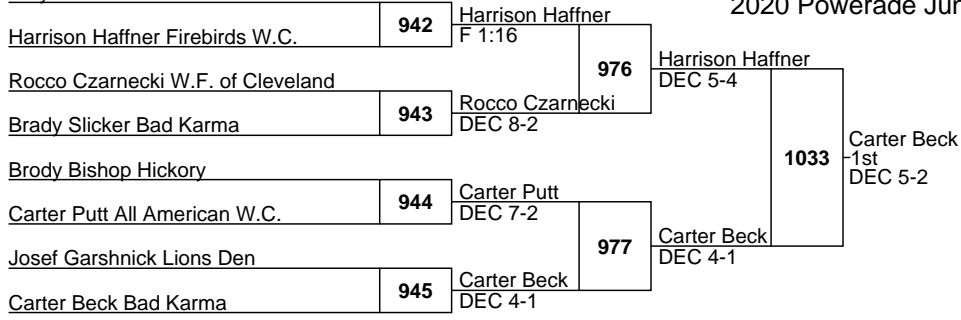 2020 Powerade
942
Harrison Haffner
F 1:16
Harrison Haffner Firebirds W.C.
976
Harrison Haffner
DEC 5-4
Rocco Czarnecki W.F. of Cleveland
943
Rocco Czarnecki
DEC 8-2
Brady Slicker Bad Karma
1033
Carter Beck
1st
DEC 5-2
Brody Bishop Hickory
944
Carter Putt
DEC 7-2
Carter Putt All American W.C.
977
Carter Beck
DEC 4-1
Josef Garshnick Lions Den
945
Carter Beck
DEC 4-1
Carter Beck Bad Karma